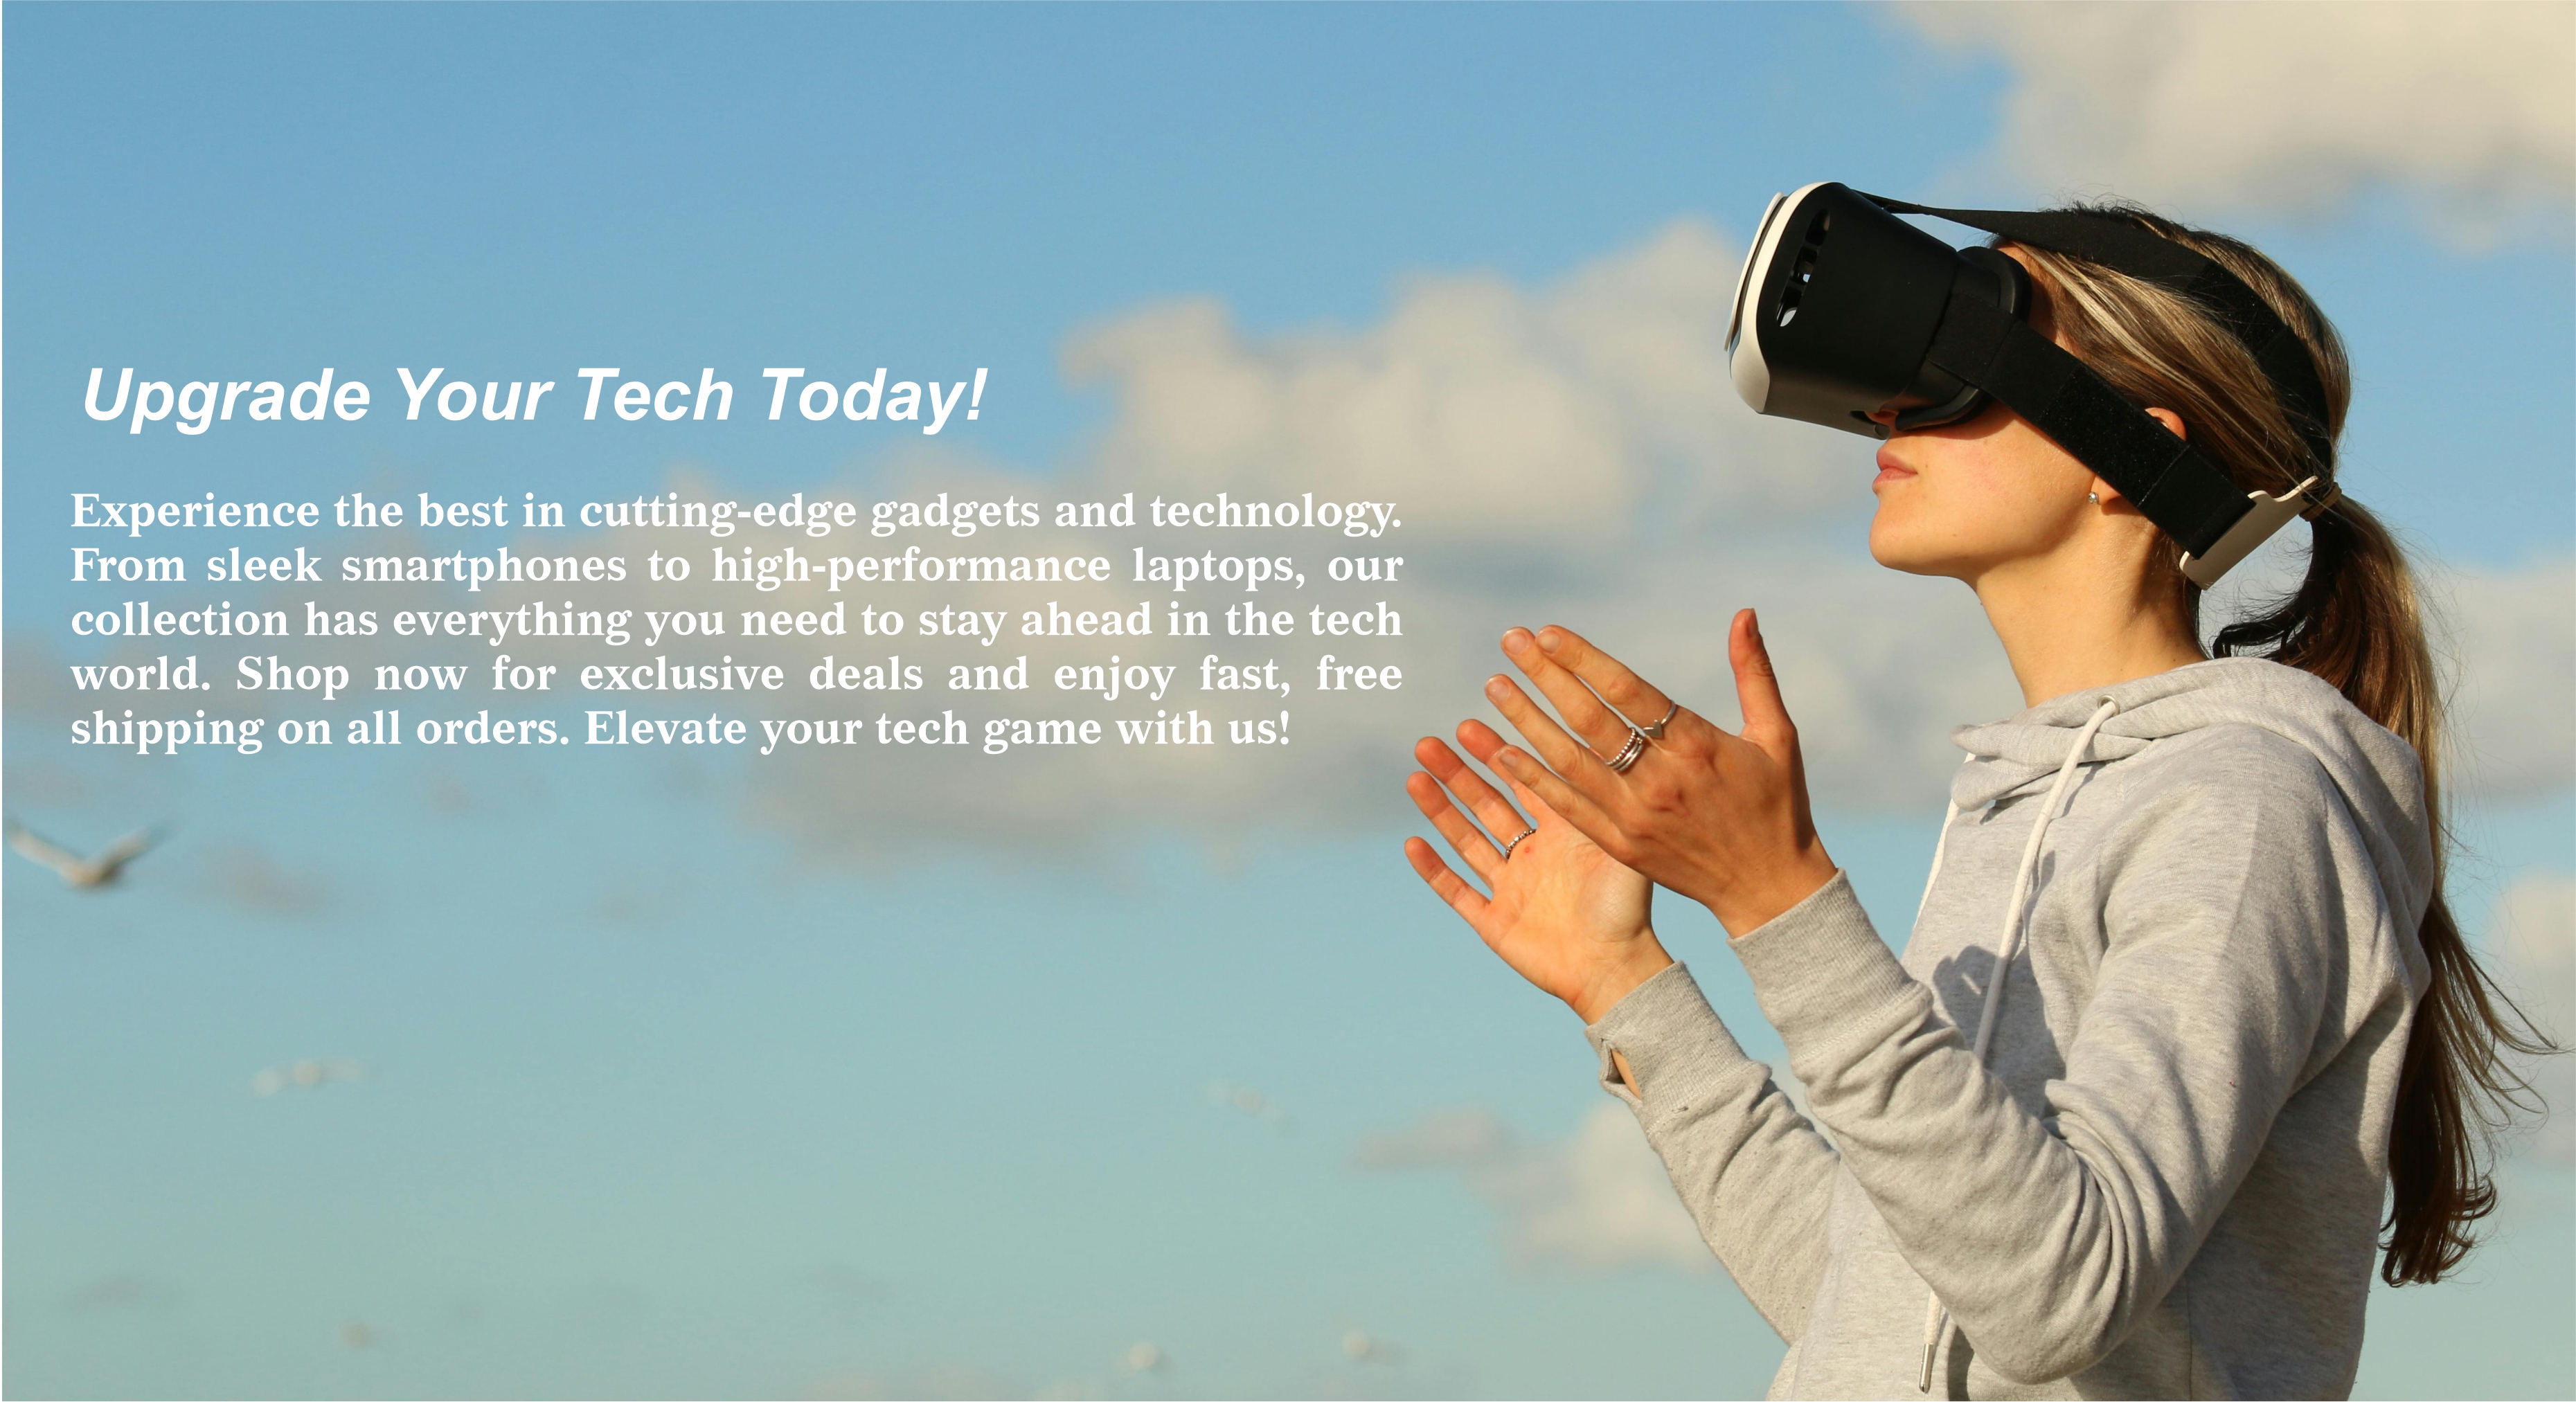 Upgrade Your Tech Today!
Experience the best in cutting-edge gadgets and technology.
From sleek smartphones to high-performance laptops, our
collection has everything you need to stay ahead in the tech
world. Shop now for exclusive deals and enjoy fast, free
shipping on all orders. Elevate your tech game with us!